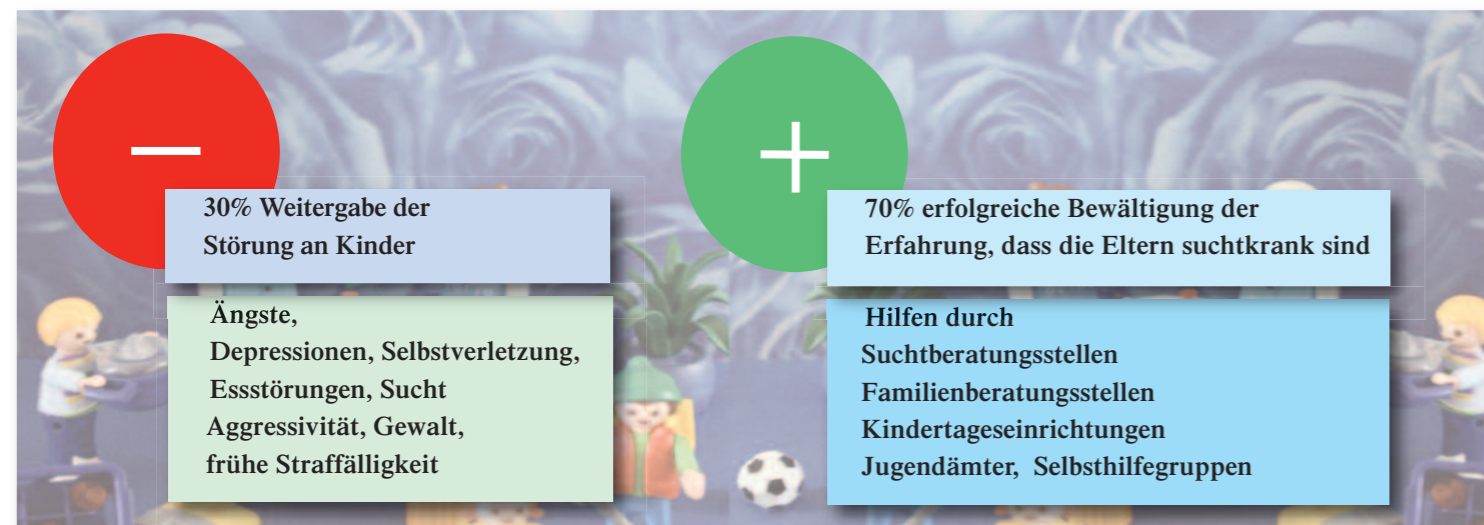 –
30% Weitergabe der
Störung an Kinder
Ängste,
Depressionen, Selbstverletzung,
Essstörungen, Sucht
Aggressivität, Gewalt,
frühe Straffälligkeit
+
70% erfolgreiche Bewältigung der
Erfahrung, dass die Eltern suchtkrank sind
Hilfen durch
Suchtberatungsstellen
Familienberatungsstellen
Kindertageseinrichtungen
Jugendämter, Selbsthilfegruppen